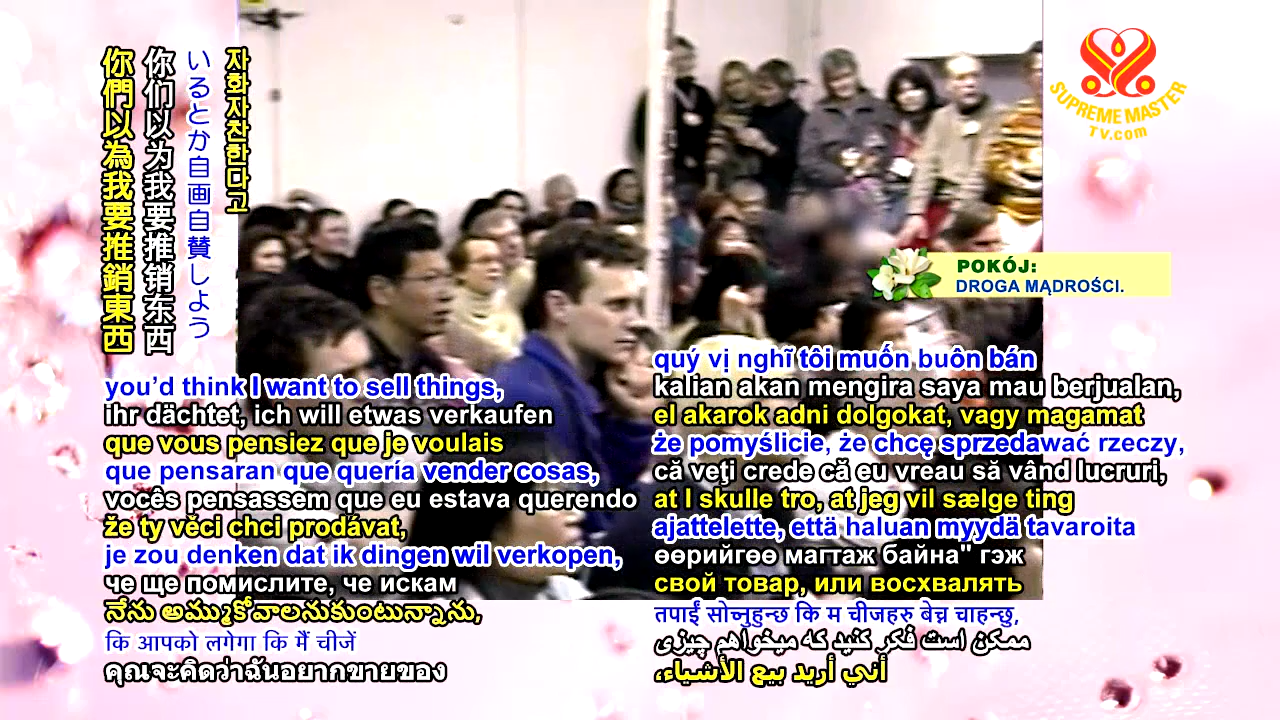 你們以為我要推銷東西
你们以为我要推销东西
いるとか自画自賛しよう
자화자찬한다고
SUPREME MASTER
TV.com
POKÓJ:
DROGA MĄDROŚCI.
you'd think I want to sell things,
ihr dächtet, ich will etwas verkaufen
que vous pensiez que je voulais
que pensaran que quería vender cosas,
vocês pensassem que eu estava querendo
že ty věci chci prodávat,
je zou denken dat ik dingen wil verkopen,
че ще помислите, че искам
నేను అమ్ముకోవాలనుకుంటున్నాను,
कि आपको लगेगा कि मैं चीजें
คุณจะคิดว่าฉันอยากขายของ
quý vị nghĩ tôi muốn buôn bán
kalian akan mengira saya mau berjualan,
el akarok adni dolgokat, vagy magamat
że pomyślicie, że chcę sprzedawać rzeczy,
că veţi crede că eu vreau să vând lucruri,
at I skulle tro, at jeg vil sælge ting
ajattelette, että haluan myydä tavaroita
өөрийгөө магтаж байна" гэж
свой товар, или восхвалять
तपाईं सोच्नुहुन्छ कि म चीजहरु बेच्न चाहन्छु,
ممکن است فکر کنید که میخواهم چیزی
أني أريد بيع الأشياء،